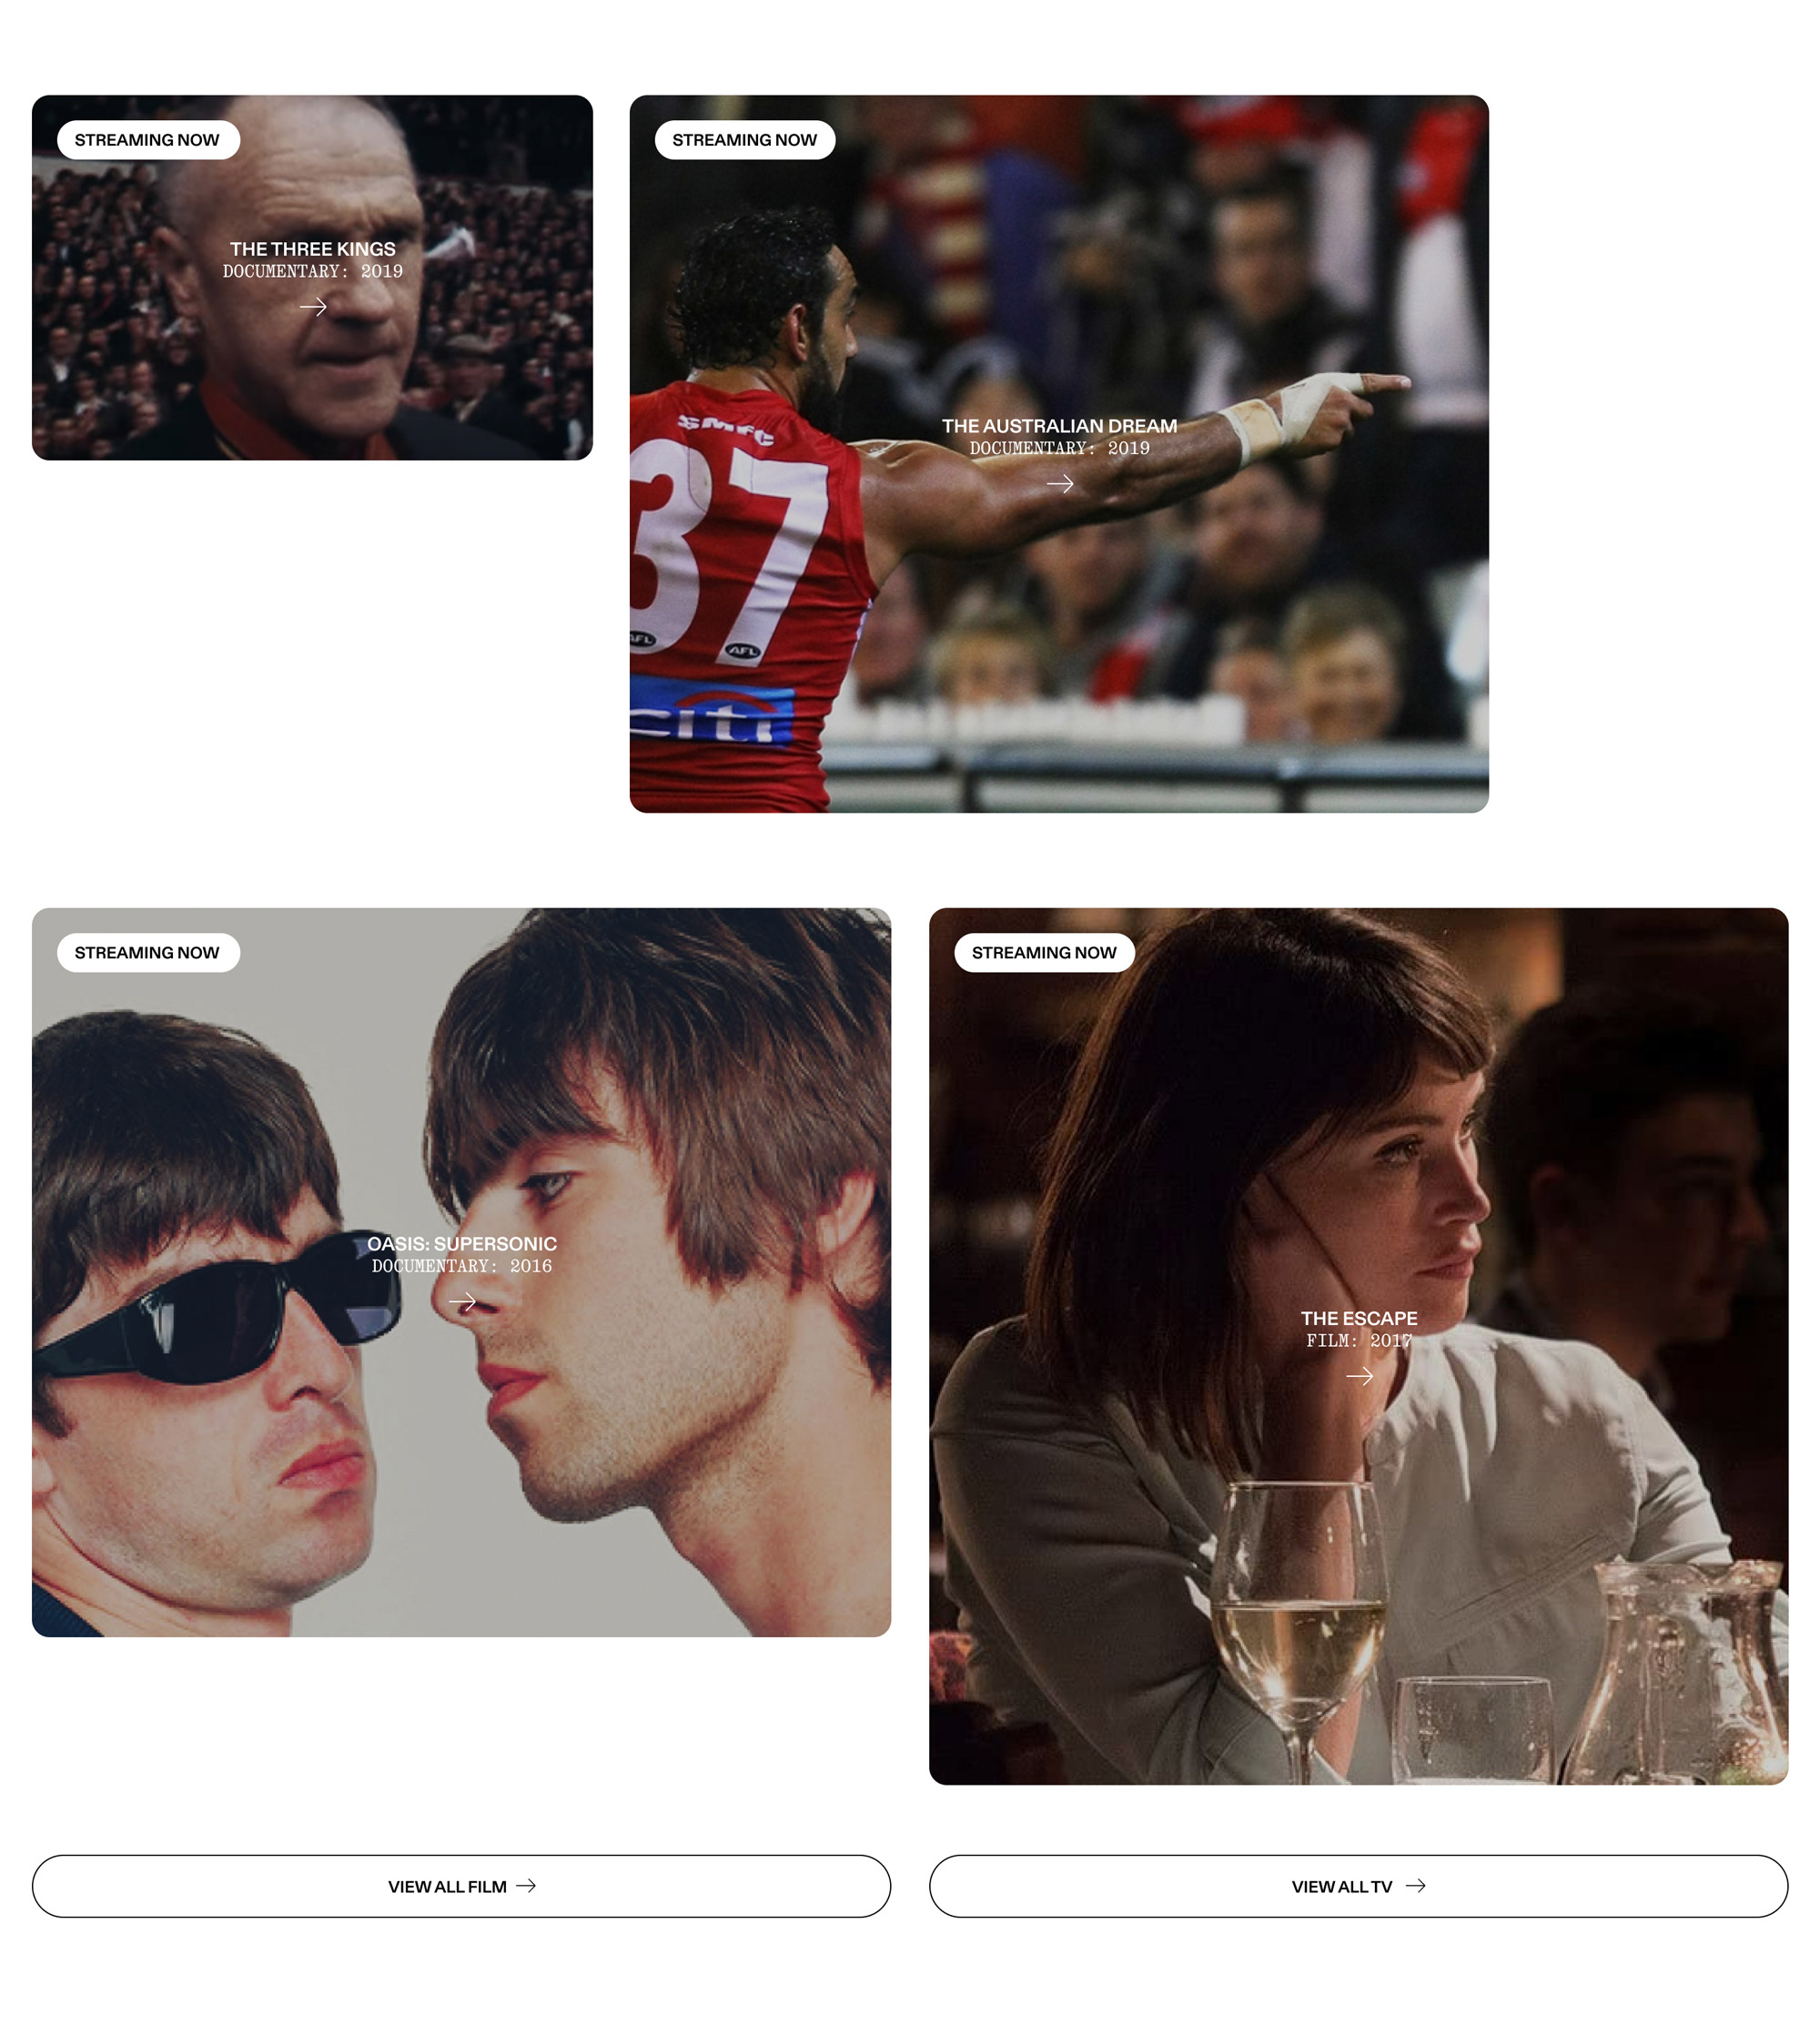 STREAMING NOW
THE THREE KINGS
DOCUMENTARY: 2019
STREAMING NOW
THE AUSTRALIAN DREAM
DOCUMENTARY: 2019
SMFC
37
AFL
AFL
citi
STREAMING NOW
OASIS: SUPERSONIC
DOCUMENTARY: 2016
STREAMING NOW
THE ESCAPE
FILM: 2017
VIEW ALL FILM
VIEW ALL TV